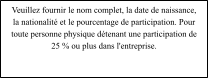 Veuillez fournir le nom complet, la date de naissance,
la nationalité et le pourcentage de participation. Pour
toute personne physique détenant une participation de
25 % ou plus dans l'entreprise.